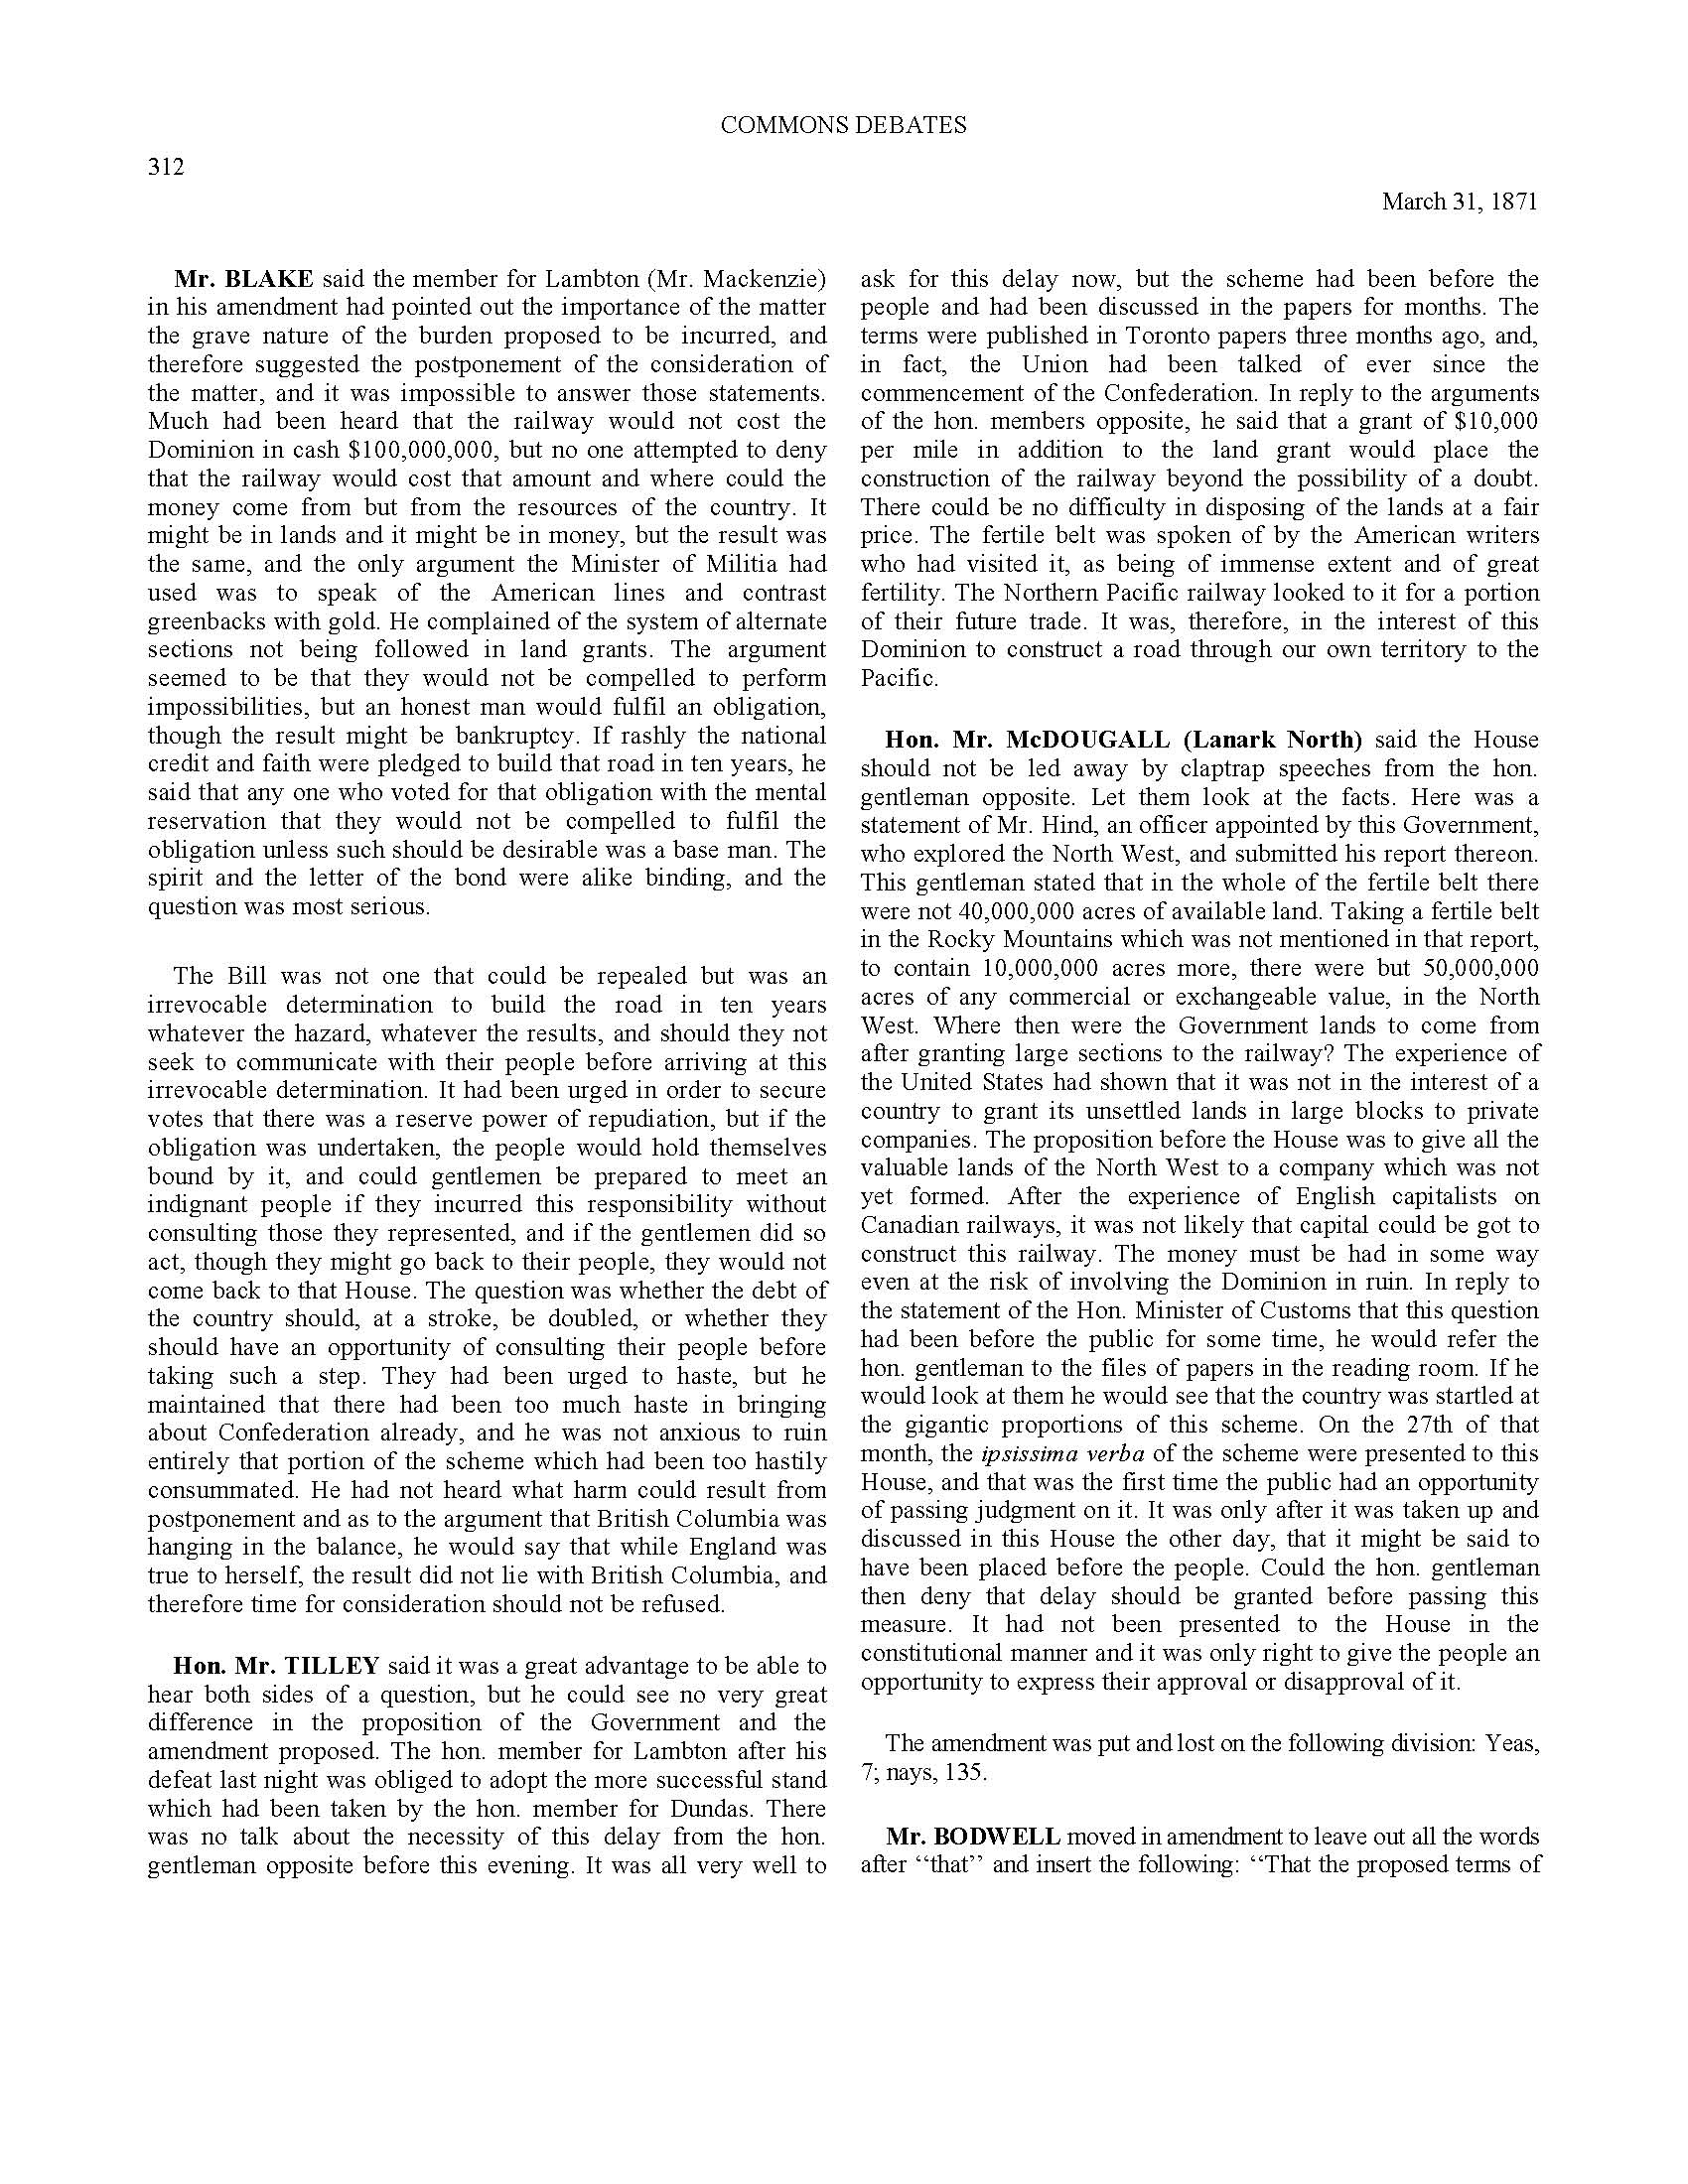 COMMONS DEBATES
312
March 31, 1871
Mr. BLAKE said the member for Lambton (Mr. Mackenzie)
in his amendment had pointed out the importance of the matter
the grave nature of the burden proposed to be incurred, and
therefore suggested the postponement of the consideration of
the matter, and it was impossible to answer those statements.
Much had been heard that the railway would not cost the
Dominion in cash $100,000,000, but no one attempted to deny
that the railway would cost that amount and where could the
money come from but from the resources of the country. It
might be in lands and it might be in money, but the result was
the same, and the only argument the Minister of Militia had
used was to speak of the American lines and contrast
greenbacks with gold. He complained of the system of alternate
sections not being followed in land grants. The argument
seemed to be that they would not be compelled to perform
impossibilities, but an honest man would fulfil an obligation,
though the result might be bankruptcy. If rashly the national
credit and faith were pledged to build that road in ten years, he
said that any one who voted for that obligation with the mental
reservation that they would not be compelled to fulfil the
obligation unless such should be desirable was a base man. The
spirit and the letter of the bond were alike binding, and the
question was most serious.
The Bill was not one that could be repealed but was an
irrevocable determination to build the road in ten years
whatever the hazard, whatever the results, and should they not
seek to communicate with their people before arriving at this
irrevocable determination. It had been urged in order to secure
votes that there was a reserve power of repudiation, but if the
obligation was undertaken, the people would hold themselves
bound by it, and could gentlemen be prepared to meet an
indignant people if they incurred this responsibility without
consulting those they represented, and if the gentlemen did so
act, though they might go back to their people, they would not
come back to that House. The question was whether the debt of
the country should, at a stroke, be doubled, or whether they
should have an opportunity of consulting their people before
taking such a step. They had been urged to haste, but he
maintained that there had been too much haste in bringing
about Confederation already, and he was not anxious to ruin
entirely that portion of the scheme which had been too hastily
consummated. He had not heard what harm could result from
postponement and as to the argument that British Columbia was
hanging in the balance, he would say that while England was
true to herself, the result did not lie with British Columbia, and
therefore time for consideration should not be refused.
Hon. Mr. TILLEY said it was a great advantage to be able to
hear both sides of a question, but he could see no very great
difference in the proposition of the Government and the
amendment proposed. The hon. member for Lambton after his
defeat last night was obliged to adopt the more successful stand
which had been taken by the hon. member for Dundas. There
was no talk about the necessity of this delay from the hon.
gentleman opposite before this evening. It was all very well to
ask for this delay now, but the scheme had been before the
people and had been discussed in the papers for months. The
terms were published in Toronto papers three months ago, and,
in fact, the Union had been talked of ever since the
commencement of the Confederation. In reply to the arguments
of the hon. members opposite, he said that a grant of $10,000
per mile in addition to the land grant would place the
construction of the railway beyond the possibility of a doubt.
There could be no difficulty in disposing of the lands at a fair
price. The fertile belt was spoken of by the American writers
who had visited it, as being of immense extent and of great
fertility. The Northern Pacific railway looked to it for a portion
of their future trade. It was, therefore, in the interest of this
Dominion to construct a road through our own territory to the
Pacific.
Hon. Mr. McDOUGALL (Lanark North) said the House
should not be led away by claptrap speeches from the hon.
gentleman opposite. Let them look at the facts. Here was a
statement of Mr. Hind, an officer appointed by this Government,
who explored the North West, and submitted his report thereon.
This gentleman stated that in the whole of the fertile belt there
were not 40,000,000 acres of available land. Taking a fertile belt
in the Rocky Mountains which was not mentioned in that report,
to contain 10,000,000 acres more, there were but 50,000,000
acres of any commercial or exchangeable value, in the North
West. Where then were the Government lands to come from
after granting large sections to the railway? The experience of
the United States had shown that it was not in the interest of a
country to grant its unsettled lands in large blocks to private
companies. The proposition before the House was to give all the
valuable lands of the North West to a company which was not
yet formed. After the experience of English capitalists on
Canadian railways, it was not likely that capital could be got to
construct this railway. The money must be had in some way
even at the risk of involving the Dominion in ruin. In reply to
the statement of the Hon. Minister of Customs that this question
had been before the public for some time, he would refer the
hon. gentleman to the files of papers in the reading room. If he
would look at them he would see that the country was startled at
the gigantic proportions of this scheme. On the 27th of that
month, the ipsissima verba of the scheme were presented to this
House, and that was the first time the public had an opportunity
of passing judgment on it. It was only after it was taken up and
discussed in this House the other day, that it might be said to
have been placed before the people. Could the hon. gentleman
then deny that delay should be granted before passing this
measure. It had not been presented to the House in the
constitutional manner and it was only right to give the people an
opportunity to express their approval or disapproval of it.
The amendment was put and lost on the following division: Yeas,
7; nays, 135.
Mr. BODWELL moved in amendment to leave out all the words
after “that” and insert the following: “That the proposed terms of